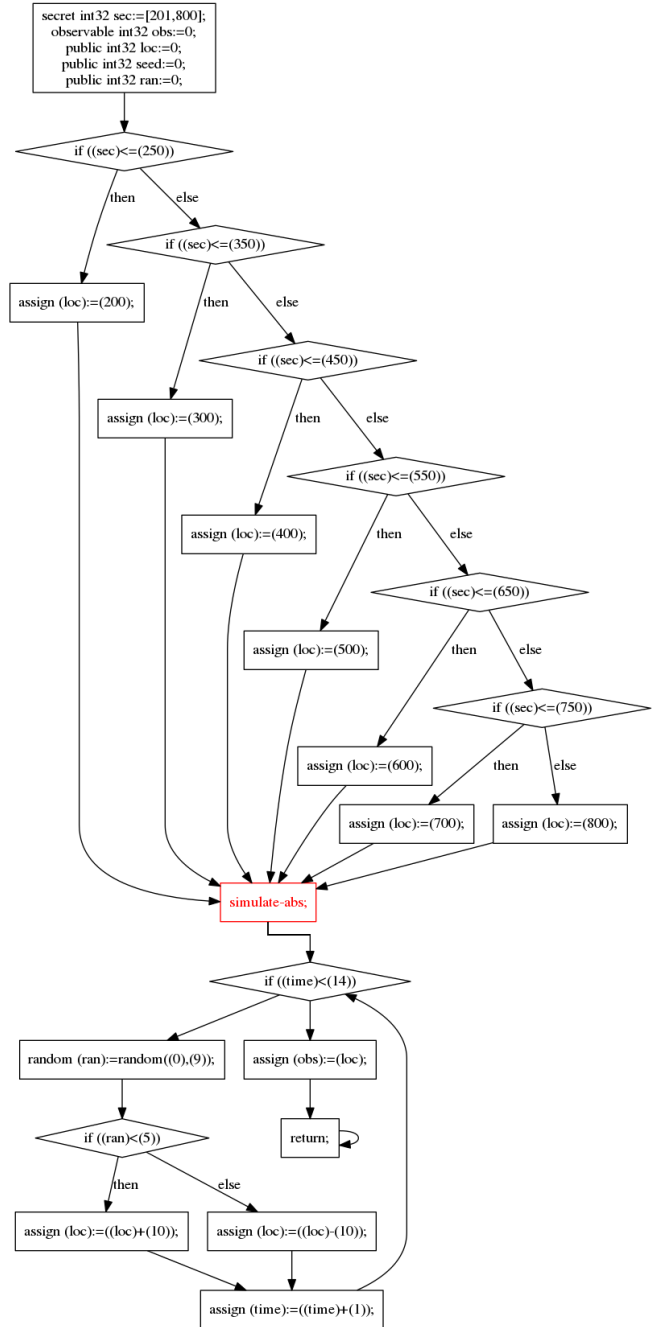 secret int32 sec:=[201,800];
observable int32 obs:=0;
public int32 loc:=0;
public int32 seed:=0;
public int32 ran:=0;
if ((sec)<=(250))
then
else
if ((sec)<=(350))
assign (loc):=(200);
then
else
if ((sec)<=(450))
assign (loc):=(300);
then
else
if ((sec)<=(550))
assign (loc):=(400);
then
else
if ((sec)<=(650))
assign (loc):=(500);
then
else
if ((sec)<=(750))
assign (loc):=(600);
then
else
assign (loc):=(700);
assign (loc):=(800);
simulate-abs;
if ((time)<(14))
random (ran):=random((0),(9));
assign (obs):=(loc);
if ((ran)<(5))
return;
then
else
assign (loc):=((loc)+(10));
assign (loc):=((loc)-(10));
assign (time):=((time)+(1));